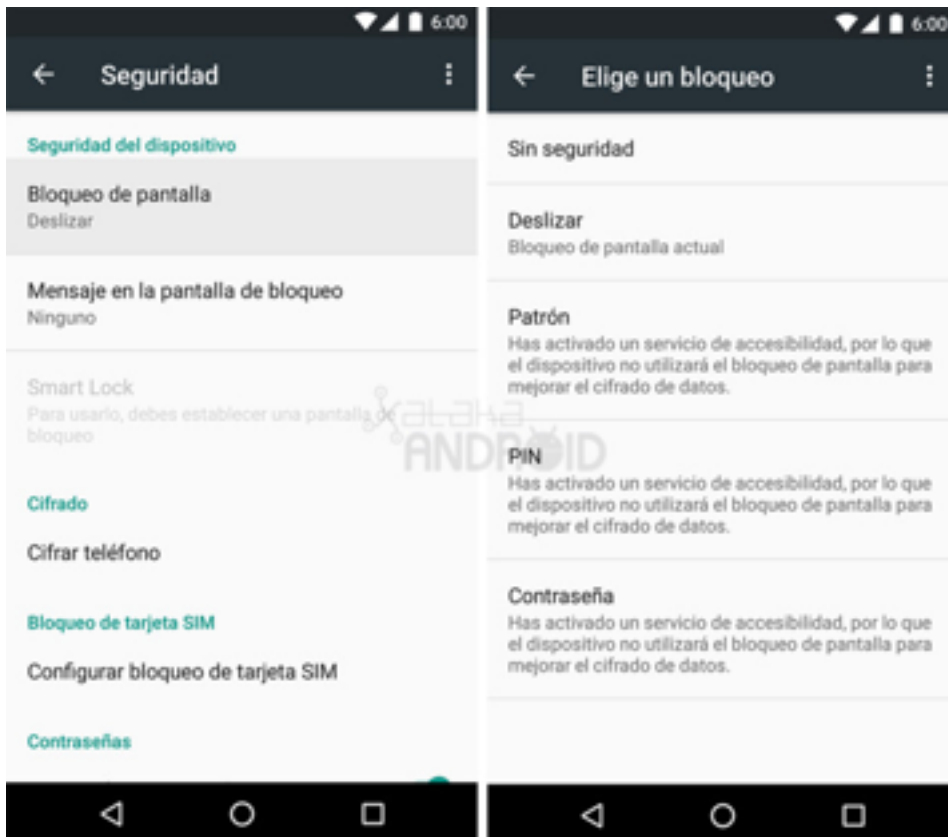 6:00
Seguridad
Seguridad del dispositivo
Bloqueo de pantalla
Deslizar
Mensaje en la pantalla de bloqueo
Ninguno
Smart Lock
Para usarlo, debes establecer una pantalla de
bloqueo
Cifrado
Cifrar teléfono
Bloqueo de tarjeta SIM
Configurar bloqueo de tarjeta SIM
Contraseñas
6:00
Elige un bloqueo
Sin seguridad
Deslizar
Bloqueo de pantalla actual
Patrón
Has activado un servicio de accesibilidad, por lo que
el dispositivo no utilizará el bloqueo de pantalla para
mejorar el cifrado de datos.
PIN
Has activado un servicio de accesibilidad, por lo que
el dispositivo no utilizará el bloqueo de pantalla para
mejorar el cifrado de datos.
Contraseña
Has activado un servicio de accesibilidad, por lo que
el dispositivo no utilizará el bloqueo de pantalla para
mejorar el cifrado de datos.
Xataka
ANDROID